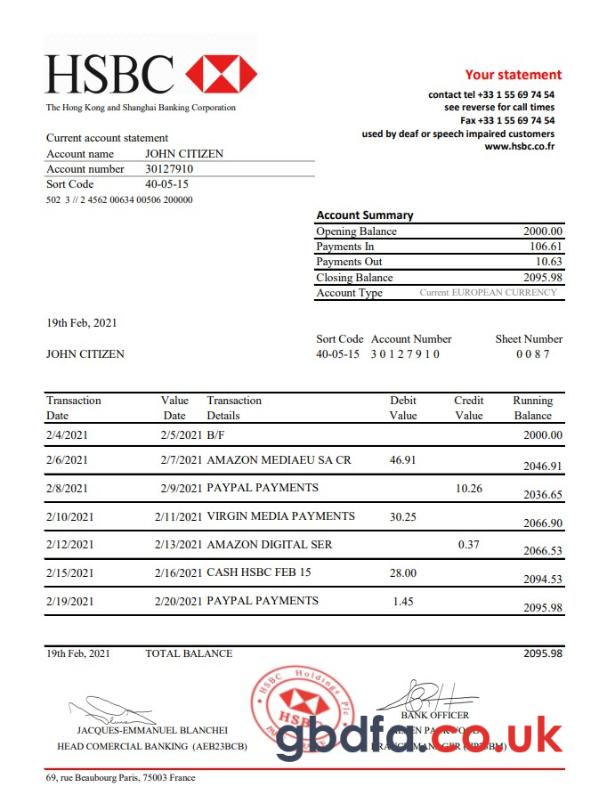 HSBC
The Hong Kong and Shanghai Banking Corporation
Your statement
contact tel +33 1 55 69 74 54
see reverse for call times
Fax +33 1 55 69 74 54
used by deaf or speech impaired customers
www.hsbc.co.fr
Current account statement
Account name JOHN CITIZEN
Account number 30127910
Sort Code 40-05-15
502 3 // 2 4562 00634 00506 200000
Account Summary
Opening Balance 2000.00
Payments In 106.61
Payments Out 10.63
Closing Balance 2095.98
Account Type Current EUROPEAN CURRENCY
19th Feb, 2021
Sort Code Account Number Sheet Number
JOHN CITIZEN 40-05-15 3 0 1 2 7 9 1 0 0 0 8 7
Transaction Value Transaction Debit Credit Running
Date Date Details Value Value Balance
2/4/2021 2/5/2021 B/F 2000.00
2/6/2021 2/7/2021 AMAZON MEDIAEU SA CR 46.91 2046.91
2/8/2021 2/9/2021 PAYPAL PAYMENTS 10.26 2036.65
2/10/2021 2/11/2021 VIRGIN MEDIA PAYMENTS 30.25 2066.90
2/12/2021 2/13/2021 AMAZON DIGITAL SER 0.37 2066.53
2/15/2021 2/16/2021 CASH HSBC FEB 15 28.00 2094.53
2/19/2021 2/20/2021 PAYPAL PAYMENTS 1.45 2095.98
19th Feb, 2021 TOTAL BALANCE 2095.98
HSBC Holdings Plc
HSBC
BANK OFFICER
JACQUES-EMMANUEL BLANCHEI
HEAD COMERCIAL BANKING (AEB23BCB)
gbdfa.co.uk
69, rue Beaubourg Paris, 75003 France